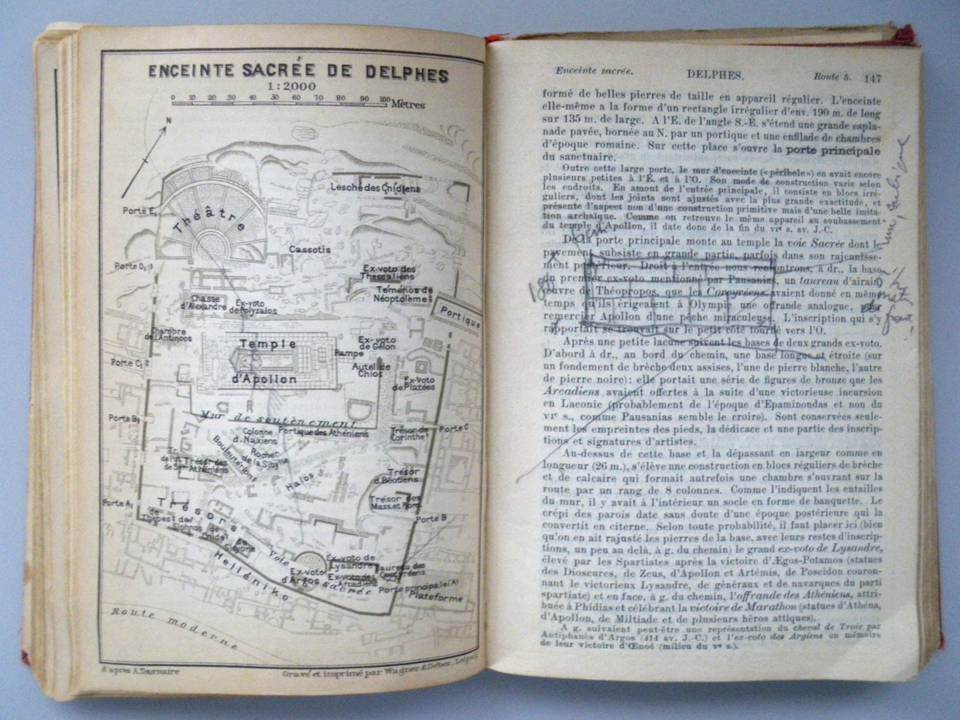 ENCEINTE SACRÉE DE DELPHES
1:2000
0 10 20 30 40 50 60 70 80 90 100 Mètres
N
Lesche des Cnidiens
Porte E
Théâtre
Cassotis
Porte D
Ex-voto des Thessaliens
Temenos de Néoptolème
Chasse d'Alexandre
Ex-voto de Polyzalos
Portique
Chambre de l'Antinoos
Temple
d'Apollon
Rampe
Ex-voto de Gélon
Autel de Chios
Porte C
Ex-voto de Platées
Mur de soutènement
Porte B
Colonne d. Naxiens
Portique des Athéniens
Trésor de Corinthe
Porte C
Bouleuterion
Rocher de la Sib.
Halos
Trésor des Athéniens
Trésor d. Béotiens
Porte A
Trésors
Trésor d. Mass. et Rom.
Porte B
Voie sacrée
Ex-voto de Lysandre
Ex-voto d'Argos
Porte principale (A)
Plateforme
Helléniko
Route moderne
Gravé et imprimé par Wagner & Debes, Leipzig
Enceinte sacrée. DELPHES. Route 5. 147
formé de belles pierres de taille en appareil régulier. L'enceinte
elle-même a la forme d'un rectangle irrégulier d'env. 190 m. de long
sur 135 m. de large. A l'E. de l'angle S.-E. s'étend une grande espla-
nade pavée, bornée au N. par un portique et une enfilade de chambres
d'époque romaine. Sur cette place s'ouvre la porte principale
du sanctuaire.
Outre cette large porte, le mur d'enceinte («péribole») en avait encore
plusieurs petites à l'E. et à l'O. Son mode de construction varie selon
les endroits. En amont de l'entrée principale, il consiste en blocs irré-
guliers, dont les joints sont ajustés avec la plus grande exactitude, et
présente l'aspect non d'une construction primitive mais d'une belle imita-
tion archaïque. Comme on retrouve le même appareil au soubassement
du temple d'Apollon, il date donc de la fin du VIe s. av. J.-C.
De la porte principale monte au temple la voie Sacrée dont le
pavement subsiste en grande partie, parfois dans son rajeunisse-
ment postérieur. Droit à l'entrée nous rencontrons, à dr., la base
du premier ex-voto mentionné par Pausanias, un taureau d'airain,
œuvre de Théopropos, que les Corcyréens avaient donné en même
temps qu'ils érigeaient à Olympie une offrande analogue, pour
remercier Apollon d'une pêche miraculeuse. L'inscription qui s'y
rapportait se trouvait sur le petit côté tourné vers l'O.
Après une petite lacune suivent les bases de deux grands ex-voto.
D'abord à dr., au bord du chemin, une base longue et étroite (sur
un fondement de brèche deux assises, l'une de pierre blanche, l'autre
de pierre noire): elle portait une série de figures de bronze que les
Arcadiens avaient offertes à la suite d'une victorieuse incursion
en Laconie (probablement de l'époque d'Epaminondas et non du
VIe s., comme Pausanias semble le croire). Sont conservées seule-
ment les empreintes des pieds, la dédicace et une partie des inscrip-
tions et signatures d'artistes.
Au-dessus de cette base et la dépassant en largeur comme en
longueur (26 m.), s'élève une construction en blocs réguliers de brèche
et de calcaire qui formait autrefois une chambre s'ouvrant sur la
route par un rang de 8 colonnes. Comme l'indiquent les entailles
du mur, il y avait à l'intérieur un socle en forme de banquette. Le
crépi des parois date sans doute d'une époque postérieure qui la
convertit en citerne. Selon toute probabilité, il faut placer ici (bien
qu'on en ait rajusté les pierres de la base, avec leurs restes d'inscrip-
tions, un peu au delà, à g. du chemin) le grand ex-voto de Lysandre,
élevé par les Spartiates après la victoire d'Ægos-Potamos (statues
des Dioscures, de Zeus, d'Apollon et Artémis, de Poseidon couron-
nant le victorieux Lysandre, de généraux et de navarques du parti
spartiate) et en face, à g. du chemin, l'offrande des Athéniens, attri-
buée à Phidias et célébrant la victoire de Marathon (statues d'Athéna,
d'Apollon, de Miltiade et de plusieurs héros attiques).
A g. suivaient peut-être une représentation du cheval de Troie par
Antiphanès d'Argos (414 av. J.-C.) et l'ex-voto des Argiens en mémoire
de leur victoire d'Œnoé (milieu du Ve s.).